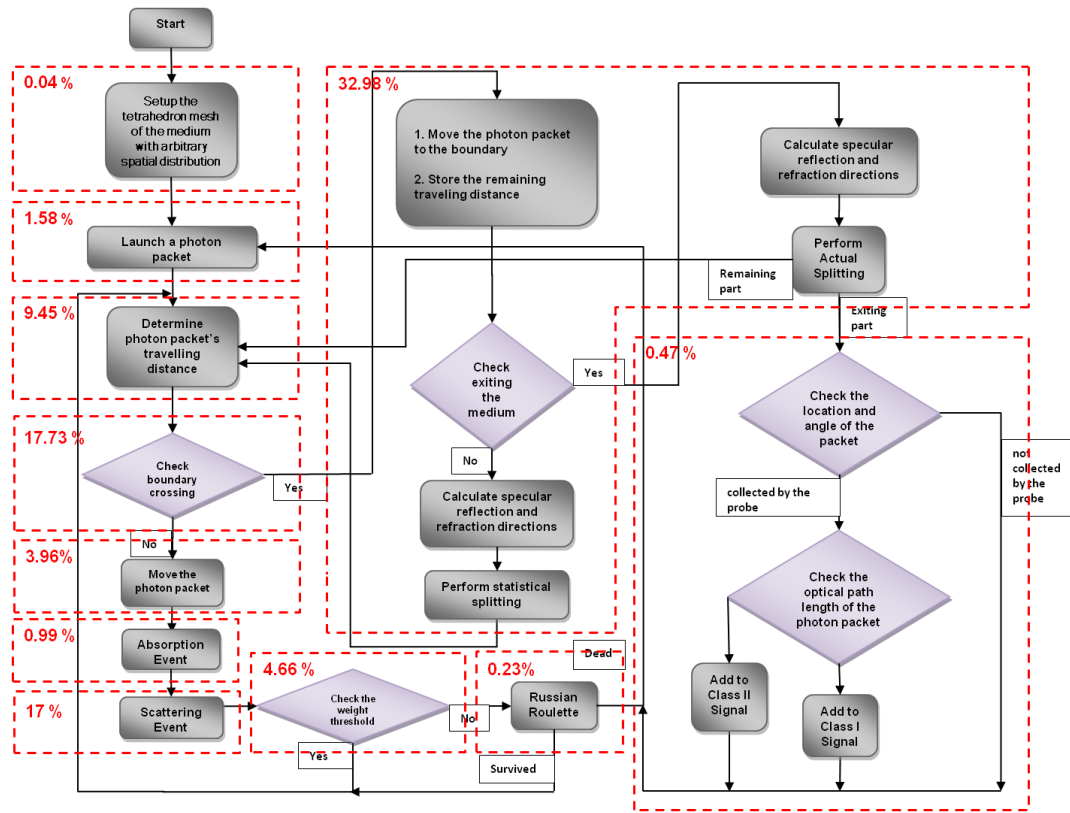 Start
0.04 %
Setup the
tetrahedron mesh
of the medium
with arbitrary
spatial distribution
1.58 %
Launch a photon
packet
9.45 %
Determine
photon packet's
travelling
distance
17.73 %
Check
boundary
crossing
Yes
No
3.96%
Move the
photon packet
0.99 %
Absorption
Event
17 %
Scattering
Event
4.66 %
Check the
weight
threshold
No
Yes
0.23%
Russian
Roulette
Dead
Survived
32.98 %
1. Move the photon packet
to the boundary
2. Store the remaining
traveling distance
Check
exiting
the
medium
Yes
No
Calculate specular
reflection and
refraction directions
Perform statistical
splitting
Calculate specular
reflection and
refraction directions
Perform
Actual
Splitting
Remaining
part
Exiting
part
0.47 %
Check the
location and
angle of the
packet
not
collected
by the
probe
collected by the
probe
Check the
optical path
length of the
photon packet
Add to
Class II
Signal
Add to
Class I
Signal